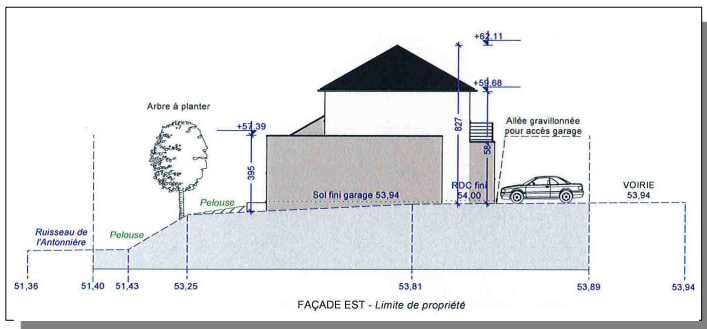 +62,11
+59,68
Arbre à planter
+57,39
827
Allée gravillonnée
pour accès garage
584
395
Pelouse
Sol fini garage 53,94
RDC fini
54,00
VOIRIE
53,94
Ruisseau de
l'Antonnière
Pelouse
51,36
51,40
51,43
53,25
53,81
53,89
53,94
FAÇADE EST - Limite de propriété